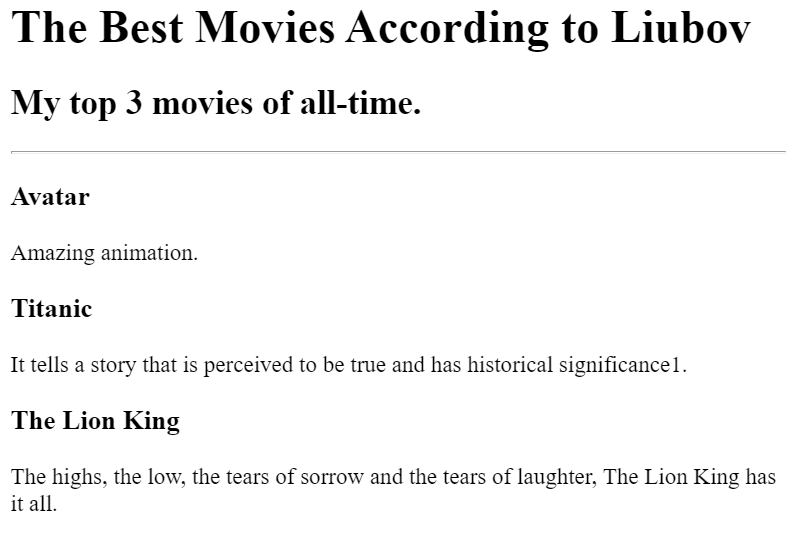 The Best Movies According to Liubov
My top 3 movies of all-time.
Avatar
Amazing animation.
Titanic
It tells a story that is perceived to be true and has historical significance1.
The Lion King
The highs, the low, the tears of sorrow and the tears of laughter, The Lion King has
it all.